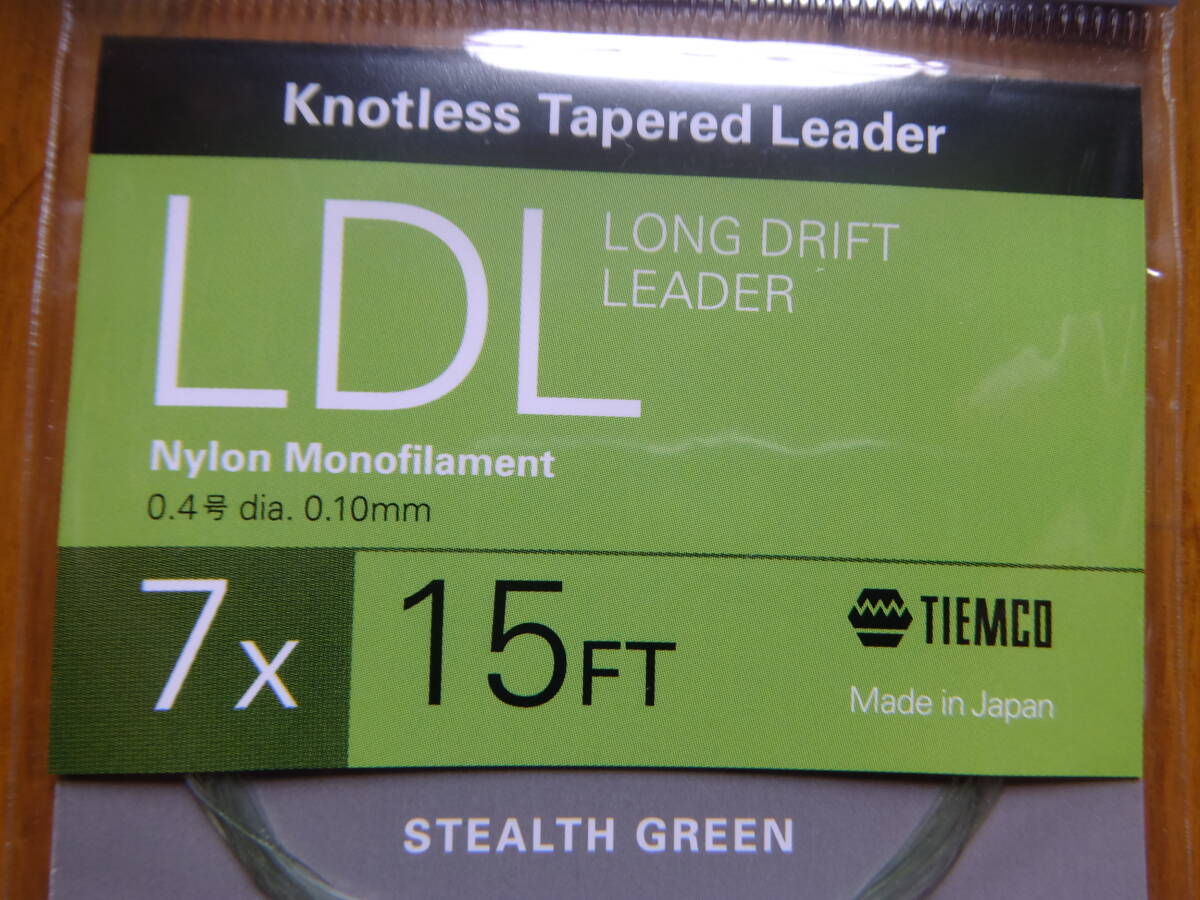 Knotless Tapered Leader
LDL
LONG DRIFT
LEADER
Nylon Monofilament
0.4号 dia. 0.10mm
7x
15FT
TIEMCO
Made in Japan
STEALTH GREEN